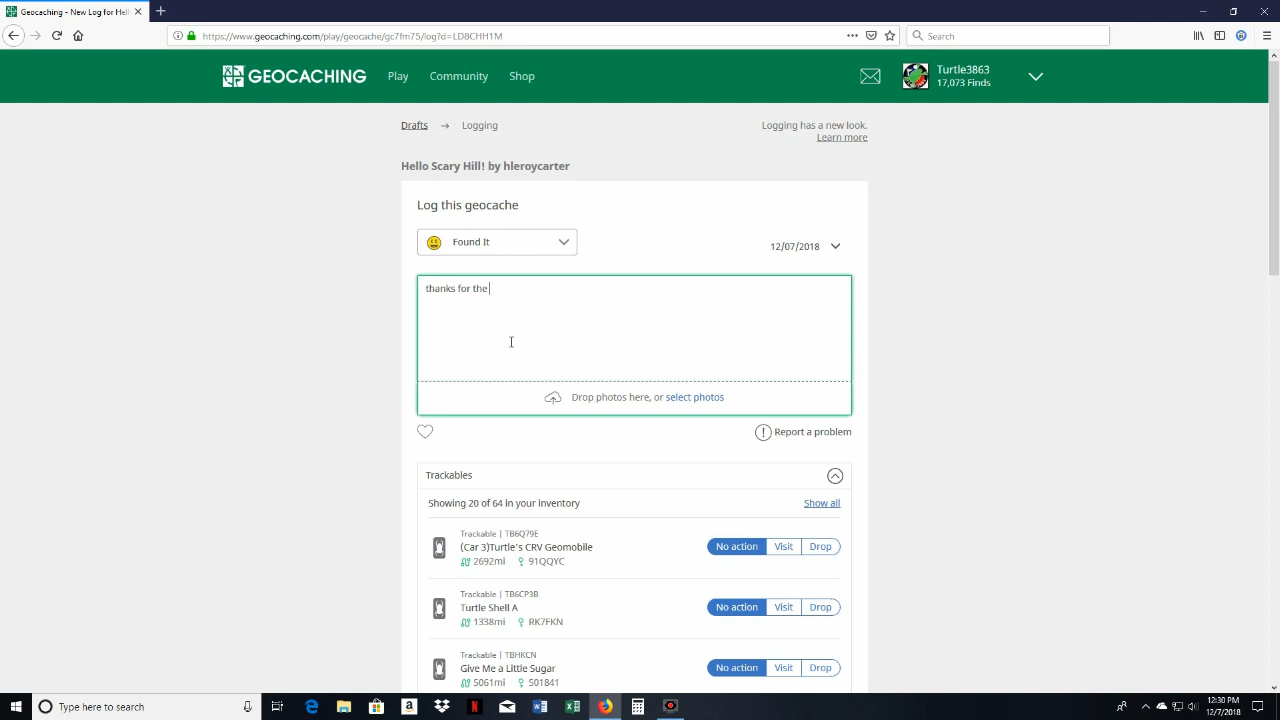 Geocaching - New Log for Hell
https://www.geocaching.com/play/geocache/gc7fm75/log?d=LD8CHH1M
Search
GEOCACHING
Play
Community
Shop
Turtle3863
17,073 Finds
Drafts → Logging
Logging has a new look.
Learn more
Hello Scary Hill! by hleroycarter
Log this geocache
Found It
12/07/2018
thanks for the
Drop photos here, or select photos
Report a problem
Trackables
Showing 20 of 64 in your inventory
Show all
Trackable | TB6Q79E
(Car 3)Turtle's CRV Geomobile
2692mi 91QQYC
No action Visit Drop
Trackable | TB6CP3B
Turtle Shell A
1338mi RK7FKN
No action Visit Drop
Trackable | TBHKCN
Give Me a Little Sugar
5061mi 501841
No action Visit Drop
Type here to search
12:30 PM
12/7/2018